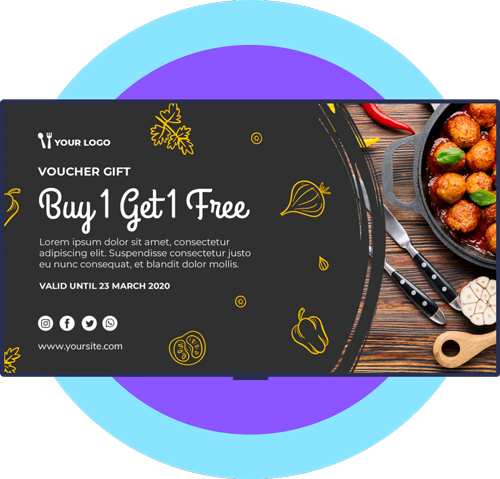 YOUR LOGO
VOUCHER GIFT
Buy 1 Get 1 Free
Lorem ipsum dolor sit amet, consectetur
adipiscing elit. Suspendisse consectetur justo
eu nunc consequat, et blandit dolor mollis.
VALID UNTIL 23 MARCH 2020
www.yoursite.com